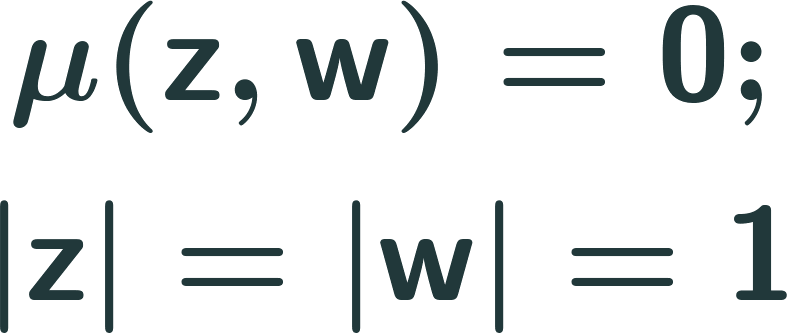 μ(z, w) = 0;
|z| = |w| = 1